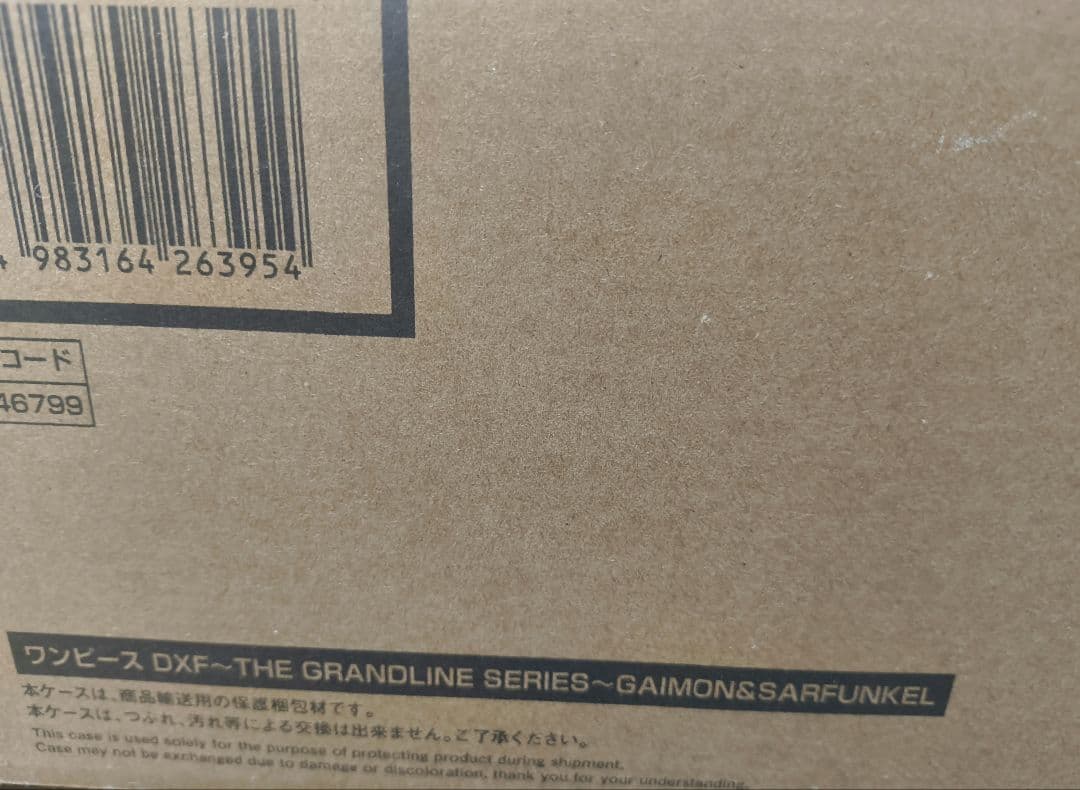 4 983164 263954
コード
46799
ワンピース DXF～THE GRANDLINE SERIES～GAIMON&SARFUNKEL
本ケースは、商品輸送用の保護梱包材です。
本ケースは、つぶれ、汚れ等による交換は出来ません。ご了承ください。
This case is used solely for the purpose of protecting product during shipment.
Case may not be exchanged due to damage or discoloration, thank you for your understanding.